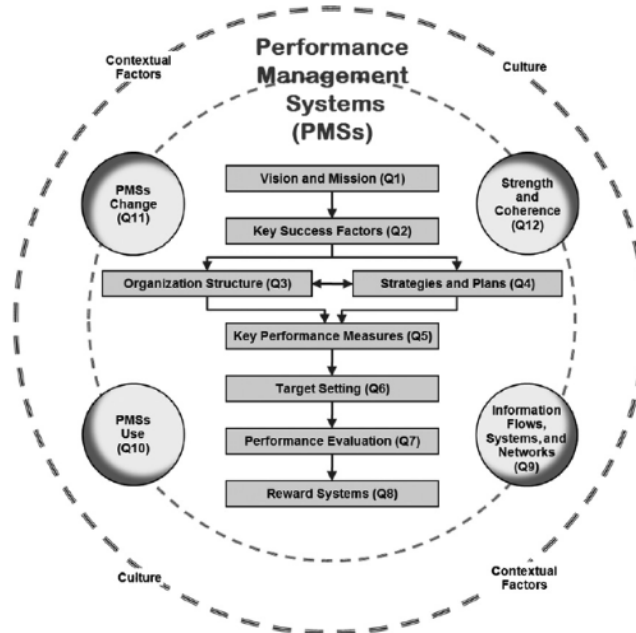 Performance
Management
Systems
(PMSs)
Contextual
Factors
Culture
PMSs
Change
(Q11)
Vision and Mission (Q1)
Strength
and
Coherence
(Q12)
Key Success Factors (Q2)
Organization Structure (Q3)
Strategies and Plans (Q4)
Key Performance Measures (Q5)
Target Setting (Q6)
PMSs
Use
(Q10)
Information
Flows,
Systems, and
Networks
(Q9)
Performance Evaluation (Q7)
Reward Systems (Q8)
Culture
Contextual
Factors